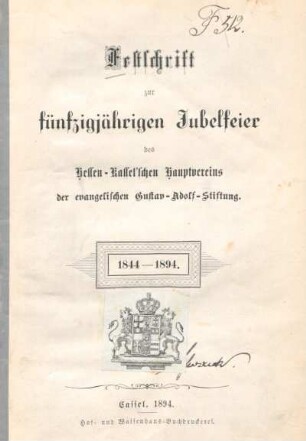 Festschrift
zur
fünfzigjährigen Jubelfeier
des
Hessen-Kassel'schen Hauptvereins
der evangelischen Gustav-Adolf-Stiftung.
1844—1894.
Cassel, 1894.
Hof- und Waisenhaus-Buchdruckerei.